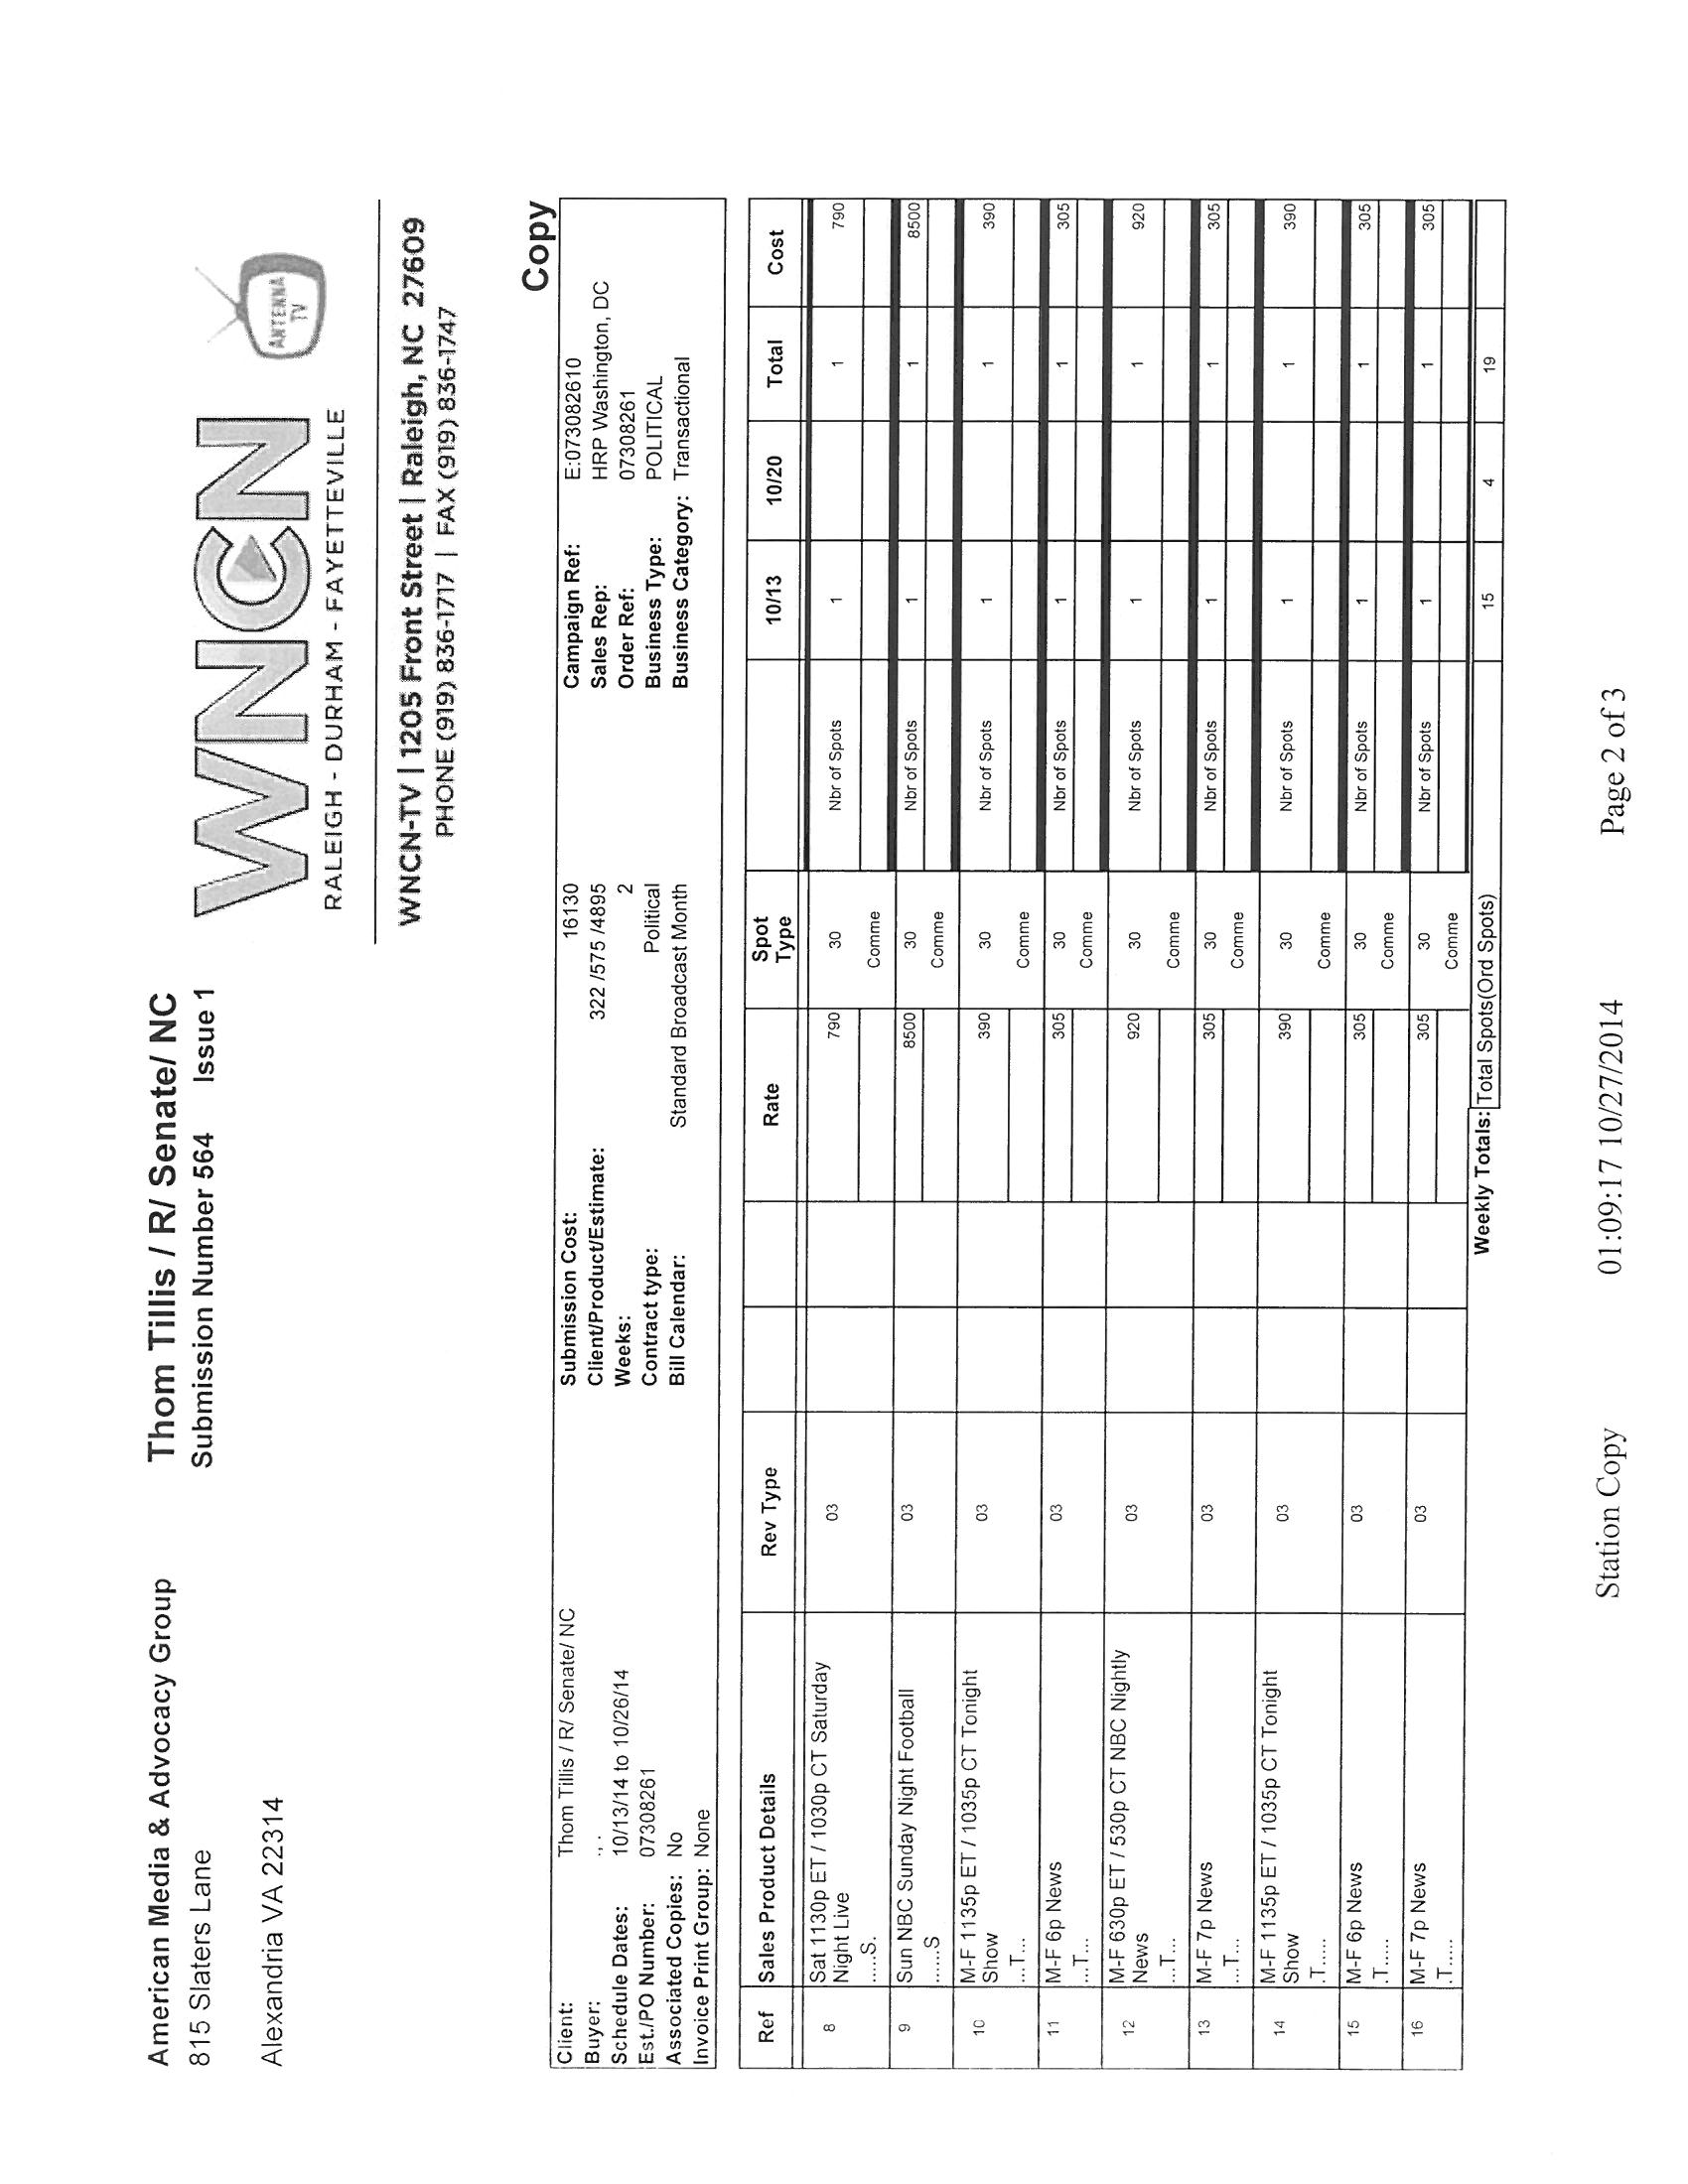 American Media & Advocacy Group
815 Slaters Lane
Alexandria VA 22314
Thom Tillis / R/ Senate/ NC
Submission Number 564 Issue 1
WNCN
RALEIGH - DURHAM - FAYETTEVILLE
ANTENNA
TV
WNCN-TV | 1205 Front Street | Raleigh, NC 27609
PHONE (919) 836-1717 | FAX (919) 836-1747
Copy
Client: Thom Tillis / R/ Senate/ NC Submission Cost: 16130 Campaign Ref: E:0730882610
Buyer: ., . Client/Product/Estimate: 322 /575 /4895 Sales Rep: HRP Washington, DC
Schedule Dates: 10/13/14 to 10/26/14 Weeks: 2 Order Ref: 07308261
Est./PO Number: 07308261 Contract type: Political Business Type: POLITICAL
Associated Copies: No Bill Calendar: Standard Broadcast Month Business Category: Transactional
Invoice Print Group: None
Ref Sales Product Details Rev Type Rate Spot Type 10/13 10/20 Total Cost
8 Sat 1130p ET / 1030p CT Saturday 03 790 30 Nbr of Spots 1 1 790
Night Live
.....S. Comme
9 Sun NBC Sunday Night Football 03 8500 30 Nbr of Spots 1 1 8500
......S Comme
10 M-F 1135p ET / 1035p CT Tonight 03 390 30 Nbr of Spots 1 1 390
Show
...T... Comme
11 M-F 6p News 03 305 30 Nbr of Spots 1 1 305
...T... Comme
12 M-F 630p ET / 530p CT NBC Nightly 03 920 30 Nbr of Spots 1 1 920
News
...T... Comme
13 M-F 7p News 03 305 30 Nbr of Spots 1 1 305
...T... Comme
14 M-F 1135p ET / 1035p CT Tonight 03 390 30 Nbr of Spots 1 1 390
Show
.T..... Comme
15 M-F 6p News 03 305 30 Nbr of Spots 1 1 305
.T..... Comme
16 M-F 7p News 03 305 30 Nbr of Spots 1 1 305
.T..... Comme
Weekly Totals: Total Spots(Ord Spots) 15 4 19
Station Copy 01:09:17 10/27/2014 Page 2 of 3